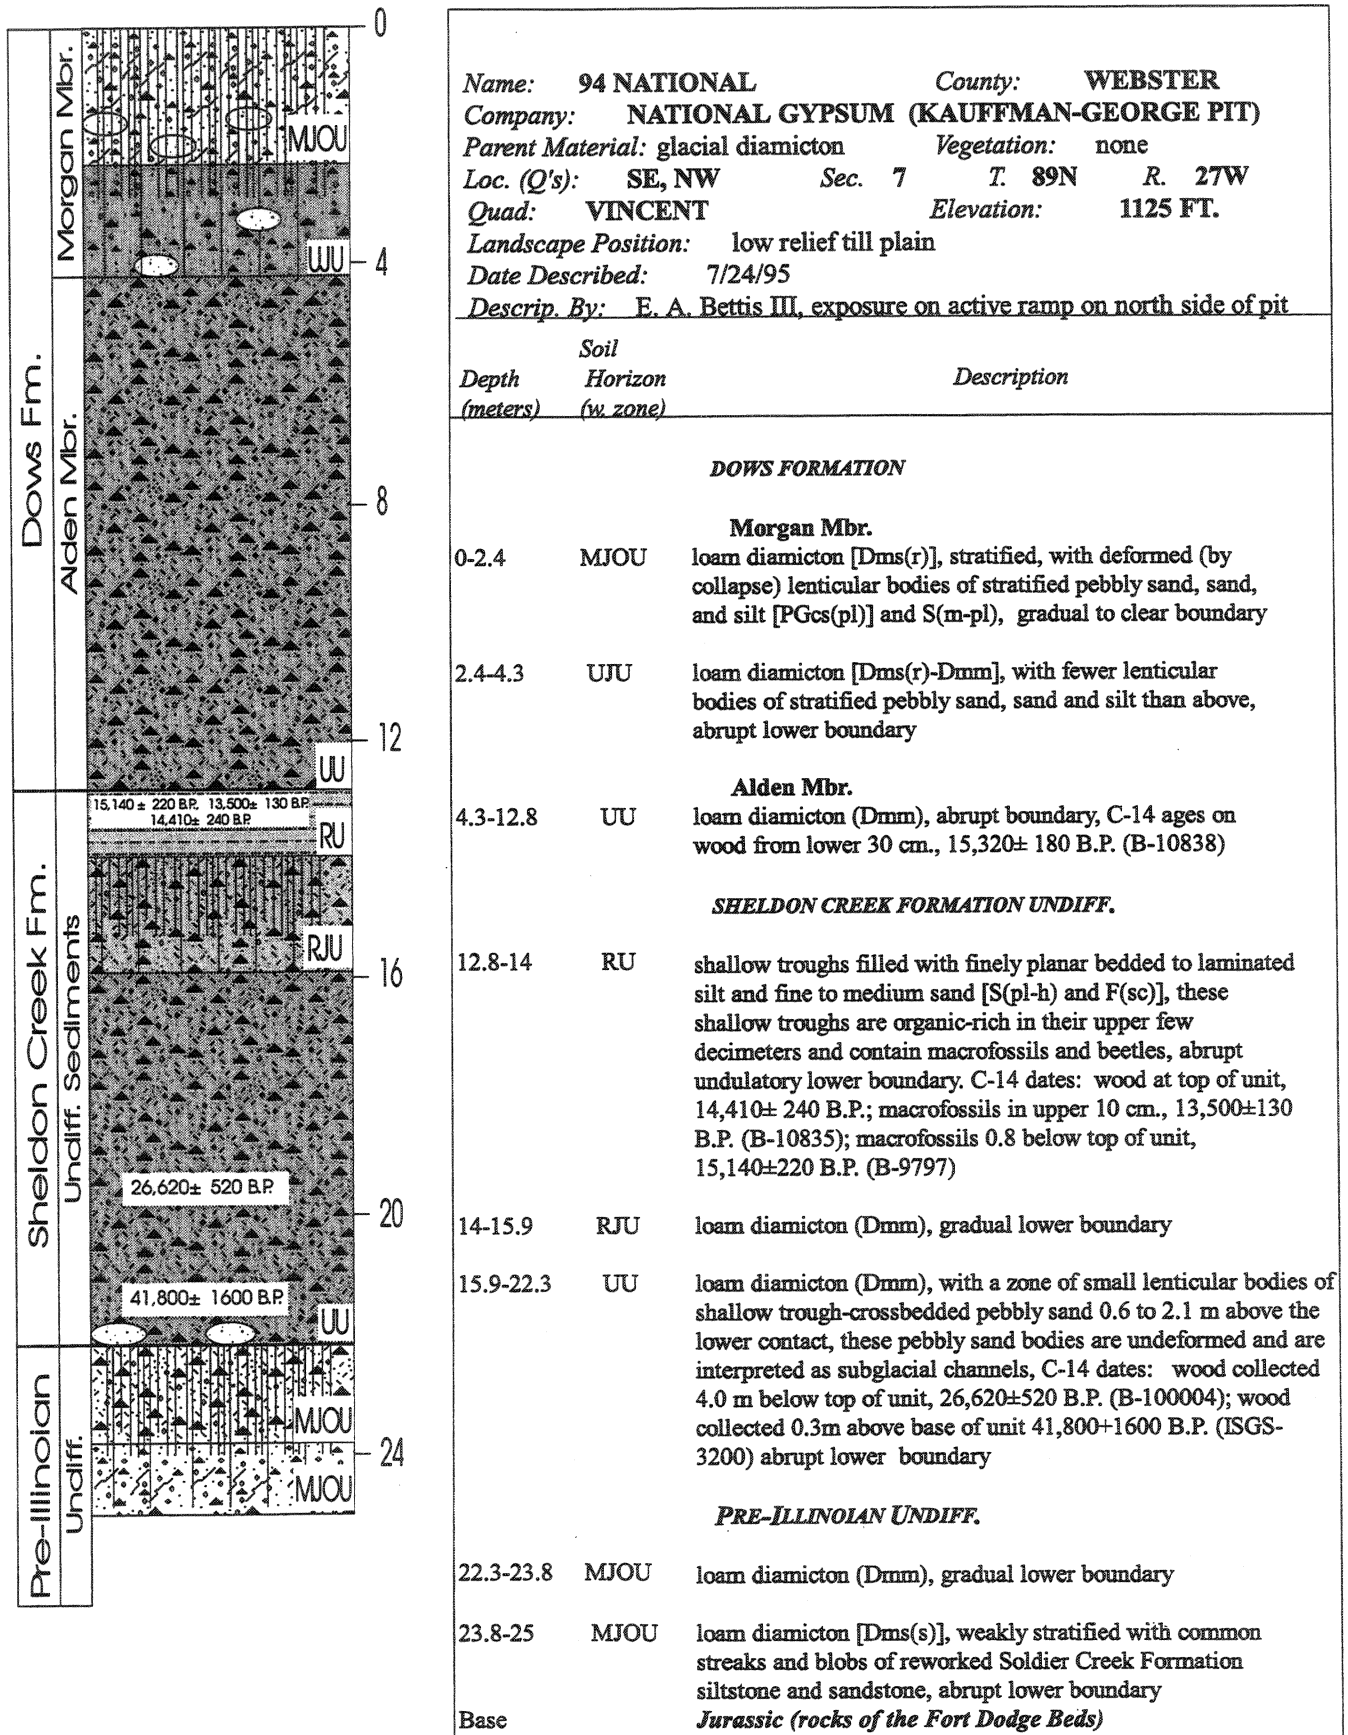 0
4
8
12
16
20
24
Dows Fm.
Morgan Mbr.
Alden Mbr.
Sheldon Creek Fm.
Undiff. Sediments
Pre-Illinoian
Undiff.
MJOU
UJU
UU
15,140 ± 220 B.P. 13,500± 130 B.P.
14,410± 240 B.P.
RU
RJU
26,620± 520 B.P.
41,800± 1600 B.P.
UU
MJOU
MJOU
Name: 94 NATIONAL County: WEBSTER
Company: NATIONAL GYPSUM (KAUFFMAN-GEORGE PIT)
Parent Material: glacial diamicton Vegetation: none
Loc. (Q's): SE, NW Sec. 7 T. 89N R. 27W
Quad: VINCENT Elevation: 1125 FT.
Landscape Position: low relief till plain
Date Described: 7/24/95
Descrip. By: E. A. Bettis III, exposure on active ramp on north side of pit
Soil
Depth Horizon Description
(meters) (w. zone)
DOWS FORMATION
Morgan Mbr.
0-2.4 MJOU loam diamicton [Dms(r)], stratified, with deformed (by
collapse) lenticular bodies of stratified pebbly sand, sand,
and silt [PGcs(pl)] and S(m-pl), gradual to clear boundary
2.4-4.3 UJU loam diamicton [Dms(r)-Dmm], with fewer lenticular
bodies of stratified pebbly sand, sand and silt than above,
abrupt lower boundary
Alden Mbr.
4.3-12.8 UU loam diamicton (Dmm), abrupt boundary, C-14 ages on
wood from lower 30 cm., 15,320± 180 B.P. (B-10838)
SHELDON CREEK FORMATION UNDIFF.
12.8-14 RU shallow troughs filled with finely planar bedded to laminated
silt and fine to medium sand [S(pl-h) and F(sc)], these
shallow troughs are organic-rich in their upper few
decimeters and contain macrofossils and beetles, abrupt
undulatory lower boundary. C-14 dates: wood at top of unit,
14,410± 240 B.P.; macrofossils in upper 10 cm., 13,500±130
B.P. (B-10835); macrofossils 0.8 below top of unit,
15,140±220 B.P. (B-9797)
14-15.9 RJU loam diamicton (Dmm), gradual lower boundary
15.9-22.3 UU loam diamicton (Dmm), with a zone of small lenticular bodies of
shallow trough-crossbedded pebbly sand 0.6 to 2.1 m above the
lower contact, these pebbly sand bodies are undeformed and are
interpreted as subglacial channels, C-14 dates: wood collected
4.0 m below top of unit, 26,620±520 B.P. (B-100004); wood
collected 0.3m above base of unit 41,800+1600 B.P. (ISGS-
3200) abrupt lower boundary
PRE-ILLINOIAN UNDIFF.
22.3-23.8 MJOU loam diamicton (Dmm), gradual lower boundary
23.8-25 MJOU loam diamicton [Dms(s)], weakly stratified with common
streaks and blobs of reworked Soldier Creek Formation
siltstone and sandstone, abrupt lower boundary
Base Jurassic (rocks of the Fort Dodge Beds)